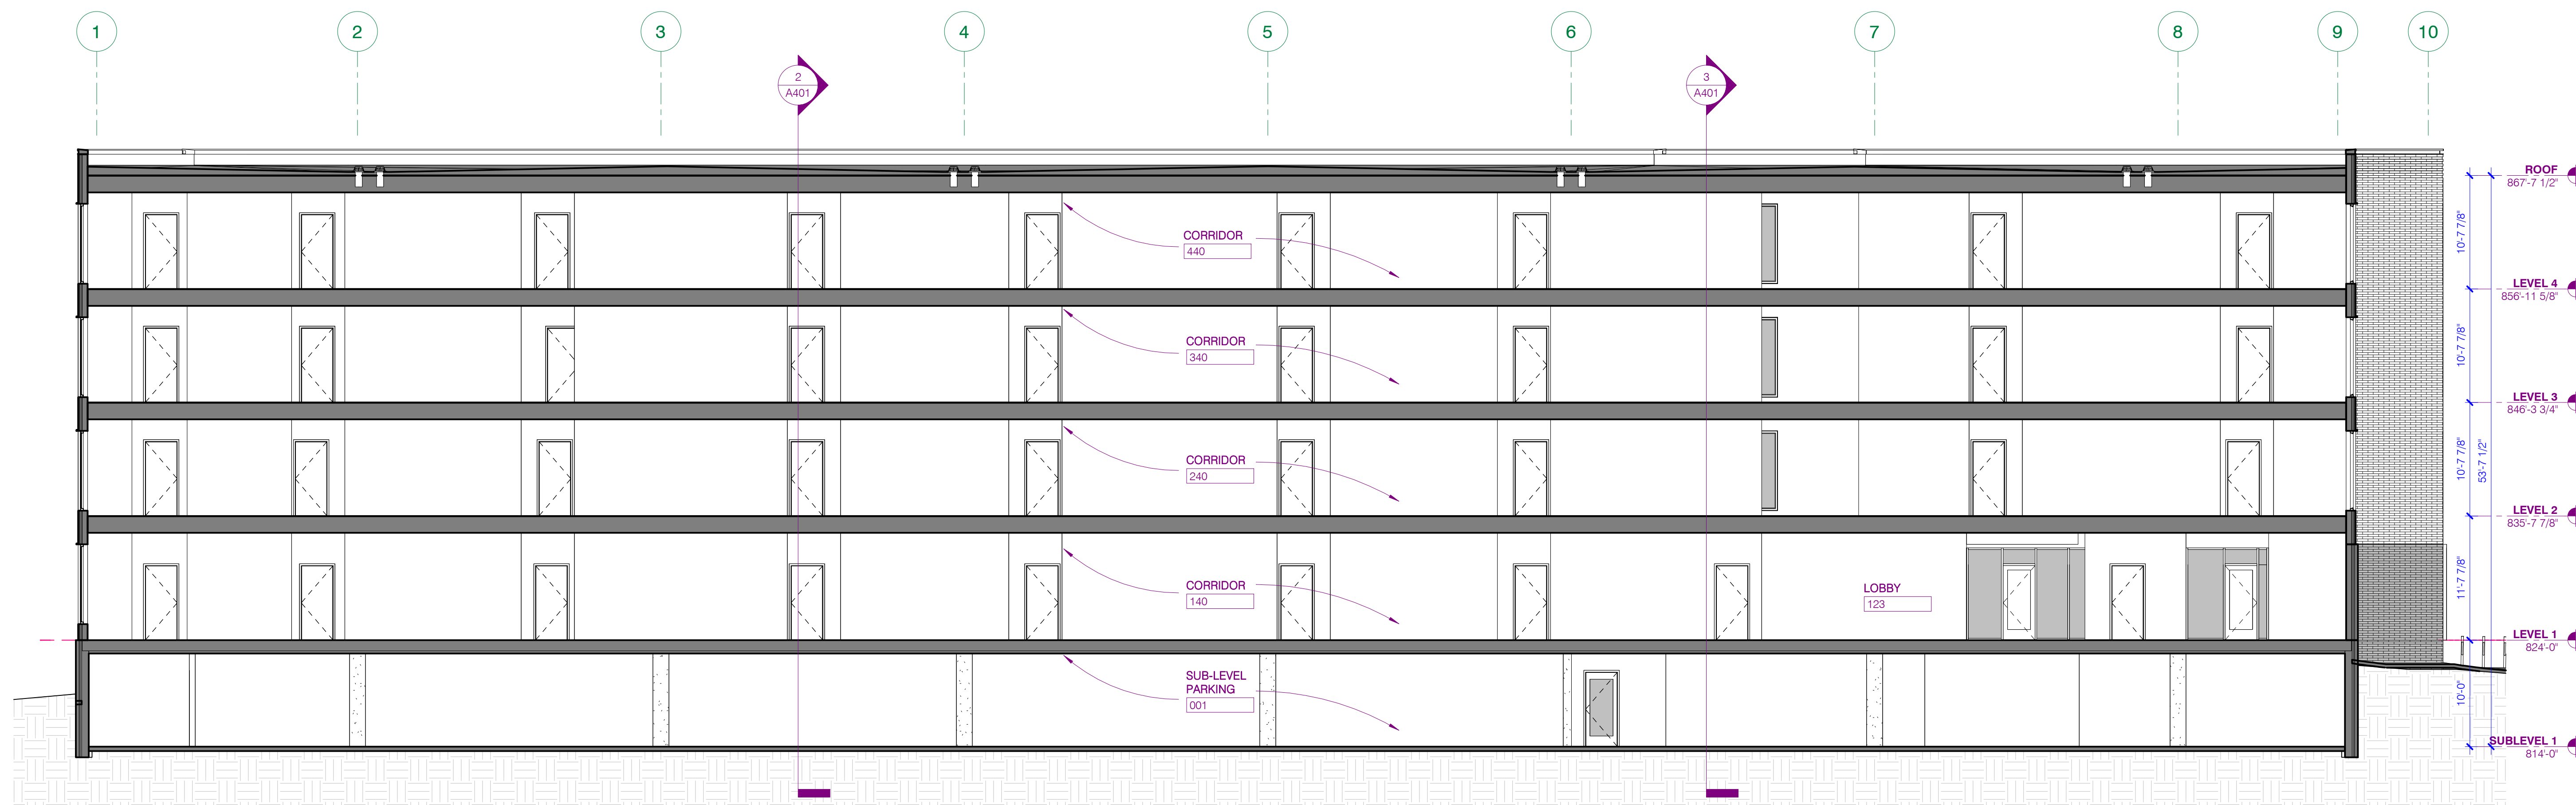 1 2 3 4 5 6 7 8 9 10
2
A401
3
A401
ROOF
867'-7 1/2"
CORRIDOR
440
10'-7 7/8"
LEVEL 4
856'-11 5/8"
CORRIDOR
340
10'-7 7/8"
LEVEL 3
846'-3 3/4"
CORRIDOR
240
10'-7 7/8"
53'-7 1/2"
LEVEL 2
835'-7 7/8"
CORRIDOR
140
LOBBY
123
11'-7 7/8"
LEVEL 1
824'-0"
SUB-LEVEL
PARKING
001
10'-0"
SUBLEVEL 1
814'-0"